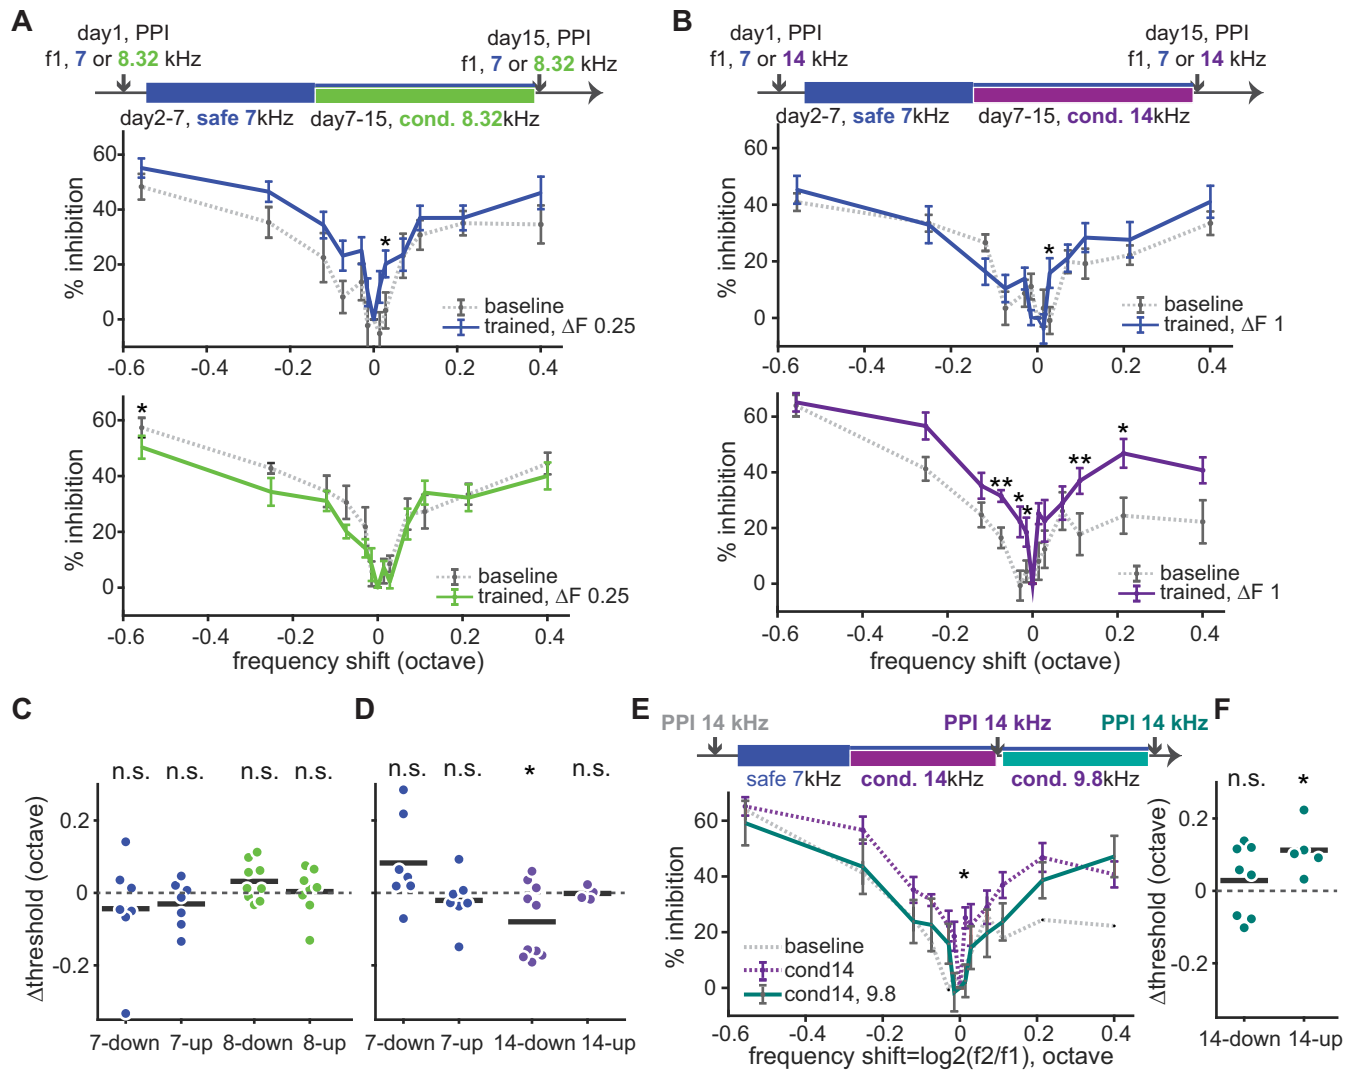 A
day1, PPI
f1, 7 or 8.32 kHz
day15, PPI
f1, 7 or 8.32 kHz
day2-7, safe 7kHz
day7-15, cond. 8.32kHz
60
40
20
0
% inhibition
*
baseline
trained, ΔF 0.25
-0.6
-0.4
-0.2
0
0.2
0.4
*
60
40
20
0
% inhibition
baseline
trained, ΔF 0.25
-0.6
-0.4
-0.2
0
0.2
0.4
frequency shift (octave)
B
day1, PPI
f1, 7 or 14 kHz
day15, PPI
f1, 7 or 14 kHz
day2-7, safe 7kHz
day7-15, cond. 14kHz
60
40
20
0
% inhibition
*
baseline
trained, ΔF 1
-0.6
-0.4
-0.2
0
0.2
0.4
60
40
20
0
% inhibition
**
*
*
**
*
baseline
trained, ΔF 1
-0.6
-0.4
-0.2
0
0.2
0.4
frequency shift (octave)
C
n.s.
n.s.
n.s.
n.s.
Δthreshold (octave)
0.2
0
-0.2
7-down
7-up
8-down
8-up
D
n.s.
n.s.
*
n.s.
7-down
7-up
14-down
14-up
E
PPI 14 kHz
PPI 14 kHz
PPI 14 kHz
safe 7kHz
cond. 14kHz
cond. 9.8kHz
60
40
20
0
% inhibition
*
baseline
cond14
cond14, 9.8
-0.6
-0.4
-0.2
0
0.2
0.4
frequency shift=log2(f2/f1), octave
F
n.s.
*
Δthreshold (octave)
0.2
0
-0.2
14-down
14-up